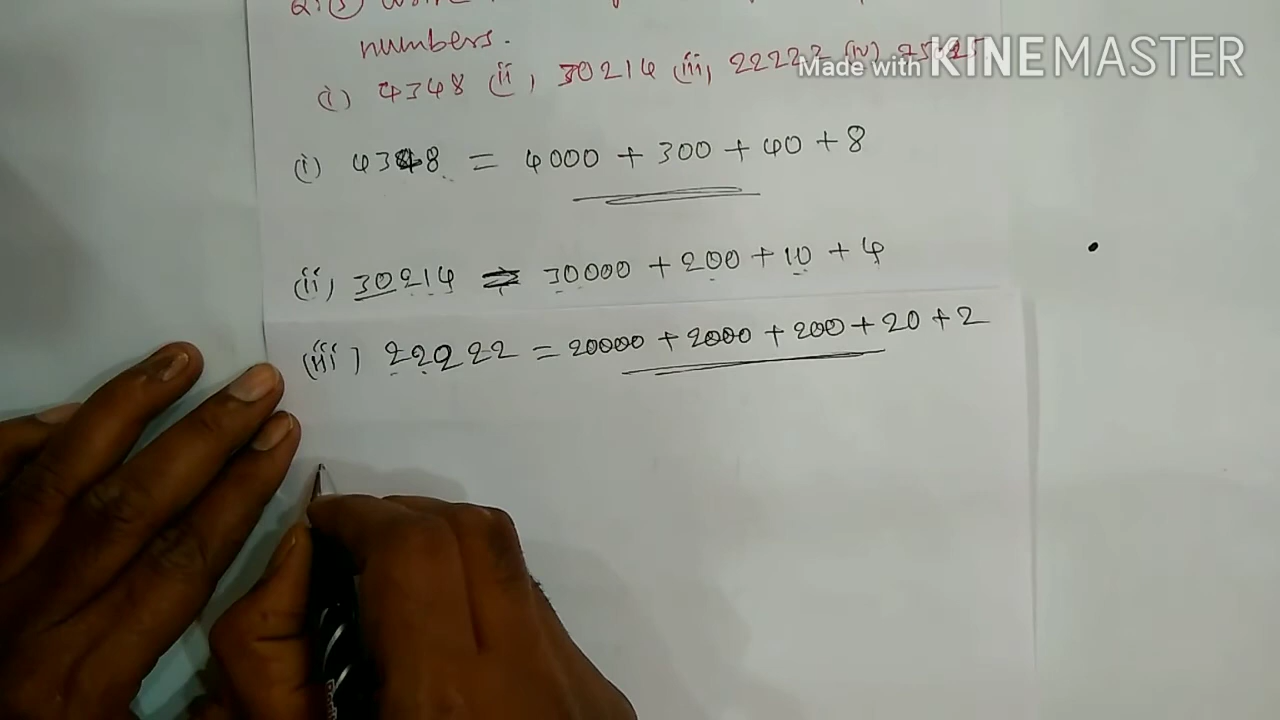 numbers.
(i) 4348 (ii, 30214 (iii, 22222 (iv)
Made with KINEMASTER
(i) 4348 = 4000 + 300 + 40 + 8
(ii, 30214 = 30000 + 200 + 10 + 4
(iii) 22222 = 20000 + 2000 + 200 + 20 + 2